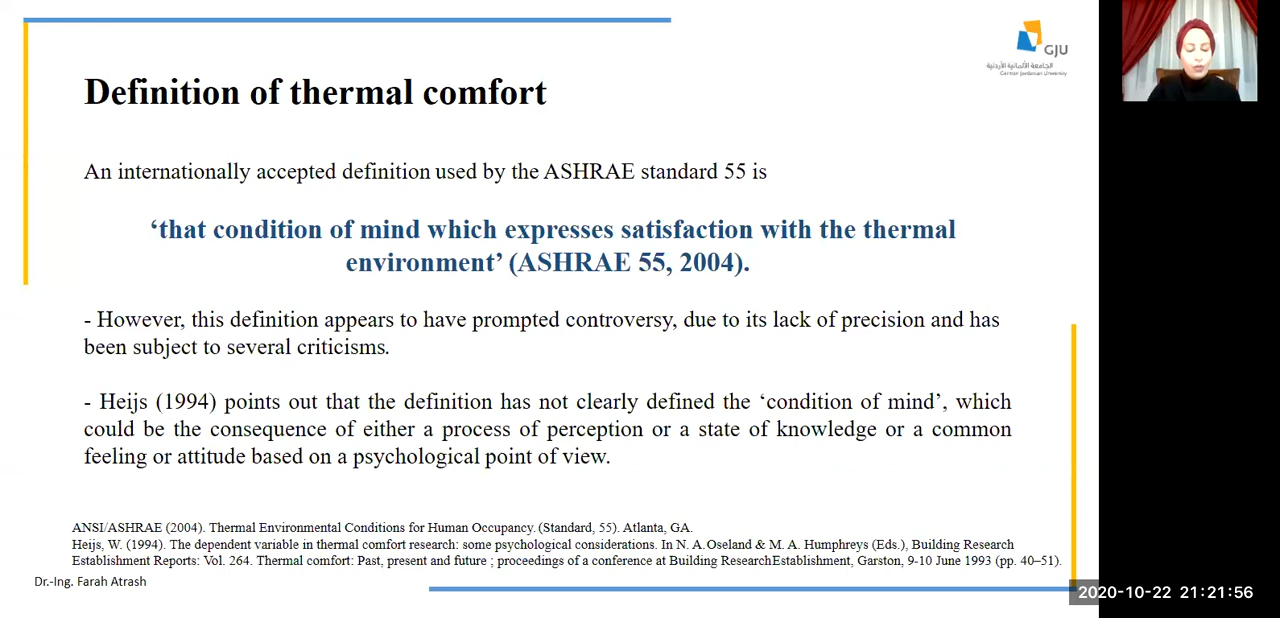 GJU
الجامعة الألمانية الأردنية
German Jordanian University
Definition of thermal comfort
An internationally accepted definition used by the ASHRAE standard 55 is
‘that condition of mind which expresses satisfaction with the thermal
environment’ (ASHRAE 55, 2004).
- However, this definition appears to have prompted controversy, due to its lack of precision and has
been subject to several criticisms.
- Heijs (1994) points out that the definition has not clearly defined the ‘condition of mind’, which
could be the consequence of either a process of perception or a state of knowledge or a common
feeling or attitude based on a psychological point of view.
ANSI/ASHRAE (2004). Thermal Environmental Conditions for Human Occupancy. (Standard, 55). Atlanta, GA.
Heijs, W. (1994). The dependent variable in thermal comfort research: some psychological considerations. In N. A. Oseland & M. A. Humphreys (Eds.), Building Research
Establishment Reports: Vol. 264. Thermal comfort: Past, present and future ; proceedings of a conference at Building ResearchEstablishment, Garston, 9-10 June 1993 (pp. 40–51).
Dr.-Ing. Farah Atrash
2020-10-22 21:21:56